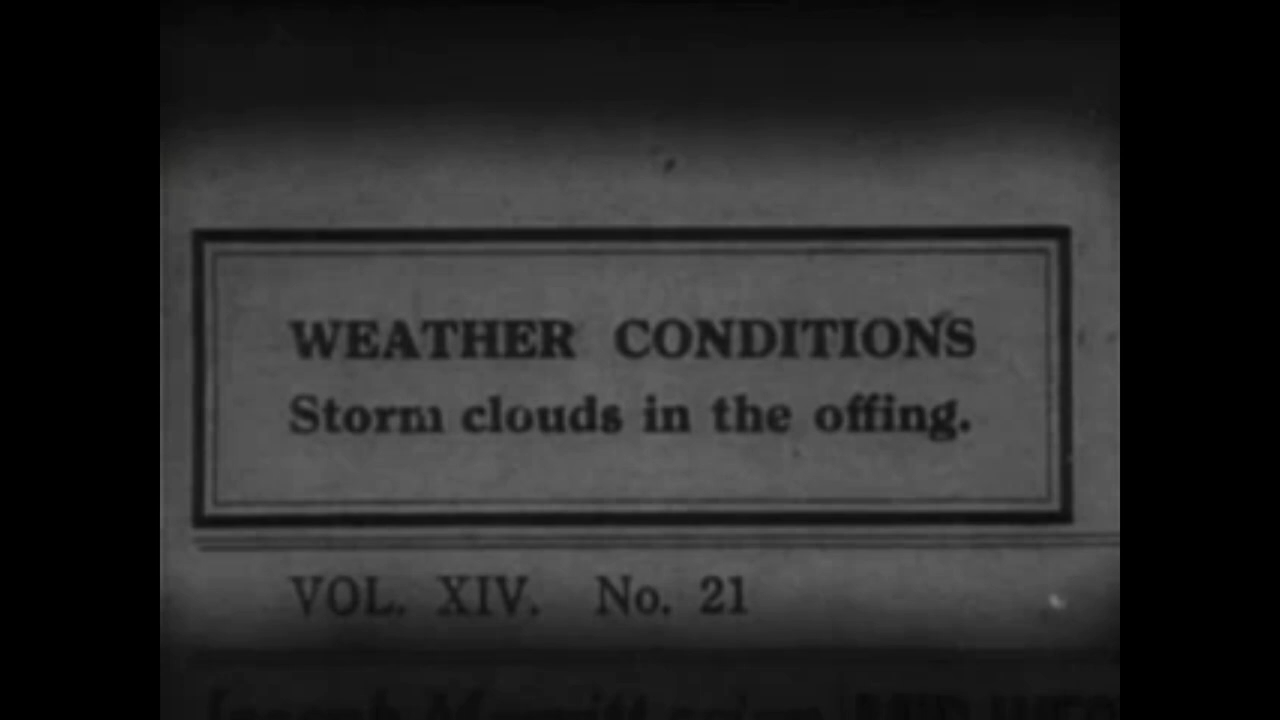 WEATHER CONDITIONS
Storm clouds in the offing.
VOL. XIV. No. 21